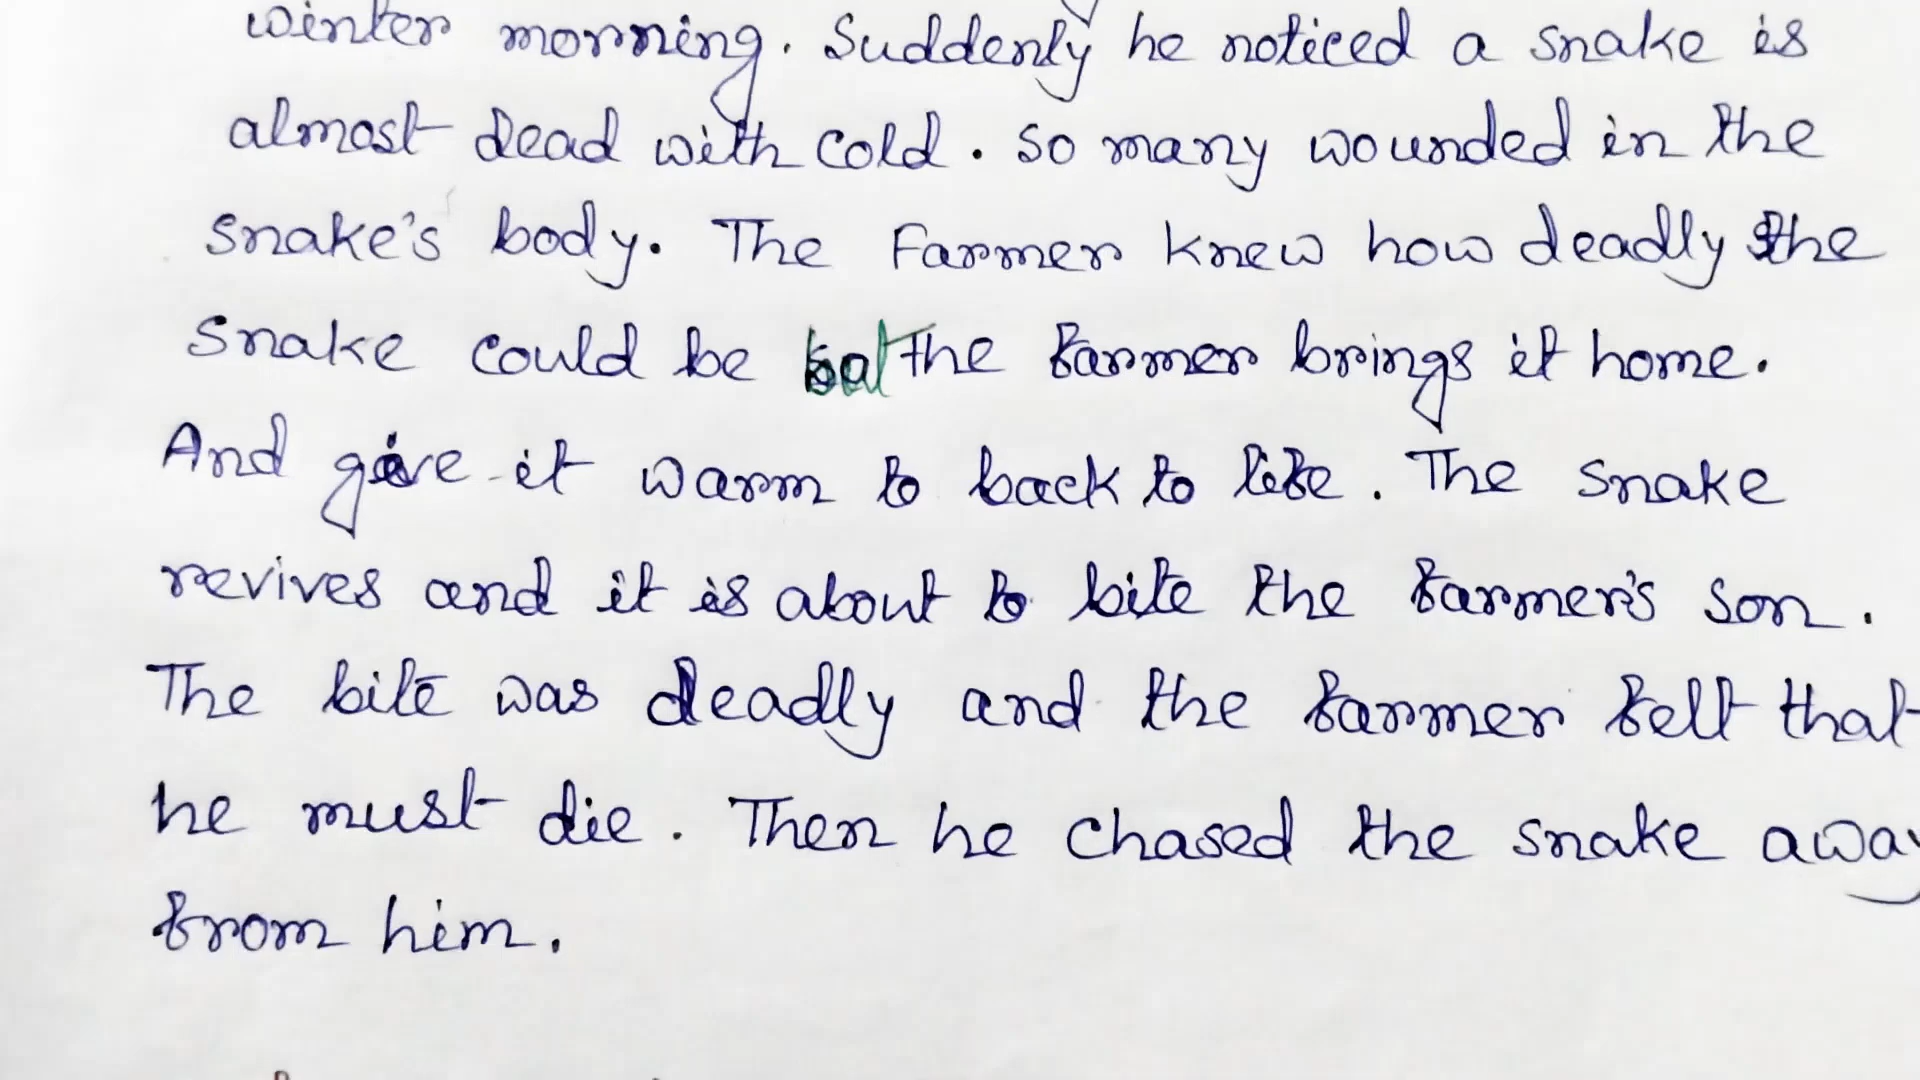 winter morning. Suddenly he noticed a snake is
almost dead with cold. So many wounded in the
snake's body. The Farmer knew how deadly the
snake could be but the farmer brings it home.
And give it warm to back to life. The snake
revives and it is about to bite the farmer's son.
The bite was deadly and the farmer felt that
he must die. Then he chased the snake away
from him.